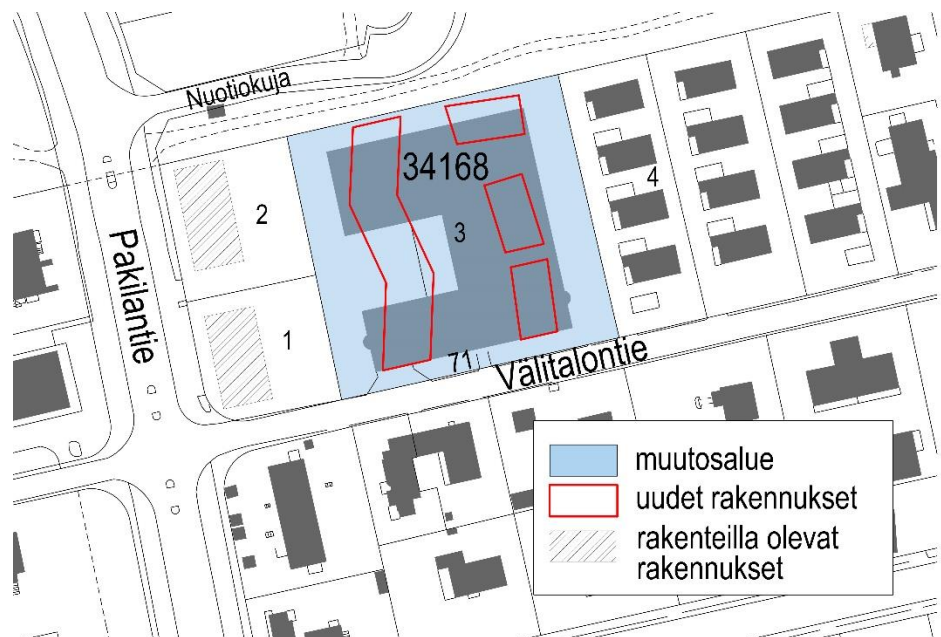 Nuotiokuja
34168
4
2
3
Pakilantie
1
71
Välitalontie
muutosalue
uudet rakennukset
rakenteilla olevat
rakennukset